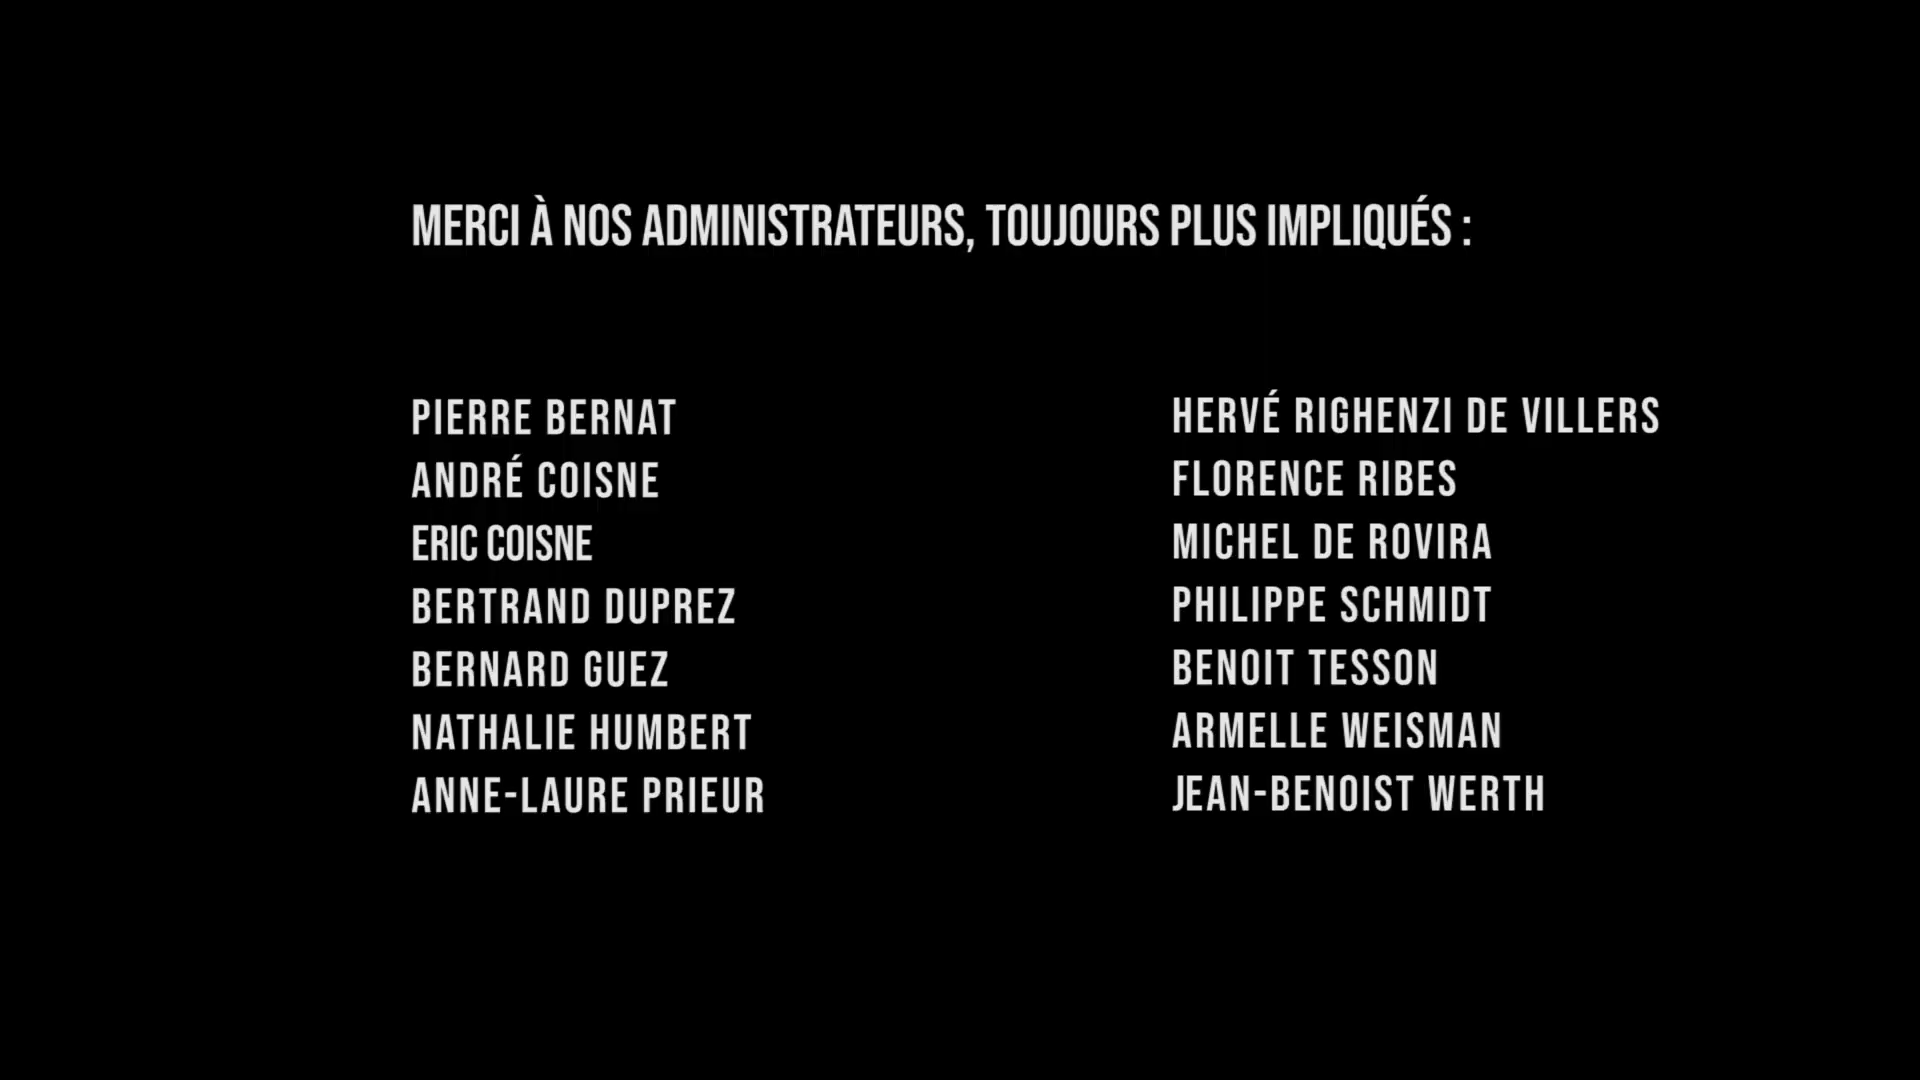 MERCI À NOS ADMINISTRATEURS, TOUJOURS PLUS IMPLIQUÉS :
PIERRE BERNAT
ANDRÉ COISNE
ERIC COISNE
BERTRAND DUPREZ
BERNARD GUEZ
NATHALIE HUMBERT
ANNE-LAURE PRIEUR
HERVÉ RIGHENZI DE VILLERS
FLORENCE RIBES
MICHEL DE ROVIRA
PHILIPPE SCHMIDT
BENOIT TESSON
ARMELLE WEISMAN
JEAN-BENOIST WERTH